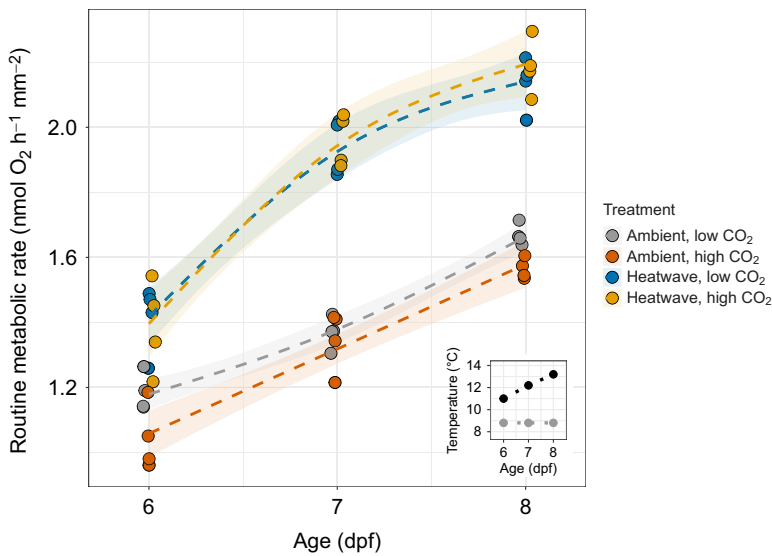 Routine metabolic rate (nmol O₂ h⁻¹ mm⁻²)
2.0
1.6
1.2
6 7 8
Age (dpf)
Treatment
Ambient, low CO₂
Ambient, high CO₂
Heatwave, low CO₂
Heatwave, high CO₂
Temperature (°C)
14
12
10
8
6 7 8
Age (dpf)